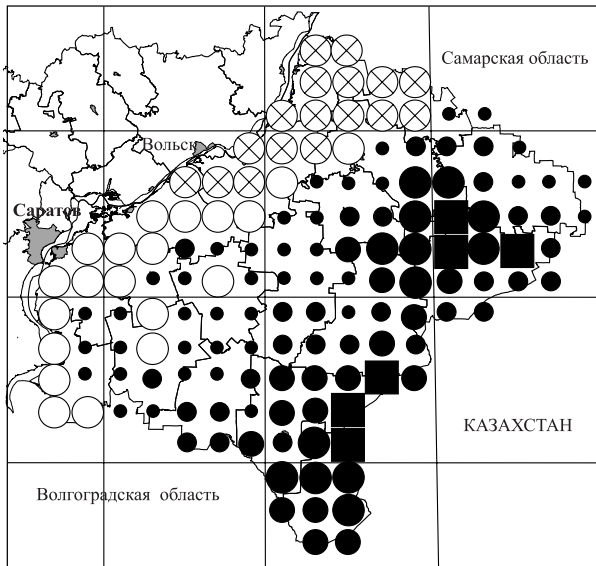 Самарская область
Вольск
Саратов
КАЗАХСТАН
Волгоградская область